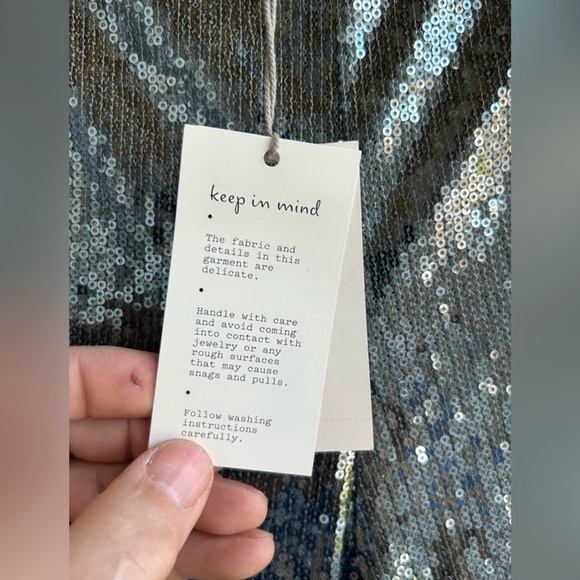 keep in mind
•
The fabric and
details in this
garment are
delicate.
•
Handle with care
and avoid coming
into contact with
jewelry or any
rough surfaces
that may cause
snags and pulls.
•
Follow washing
instructions
carefully.